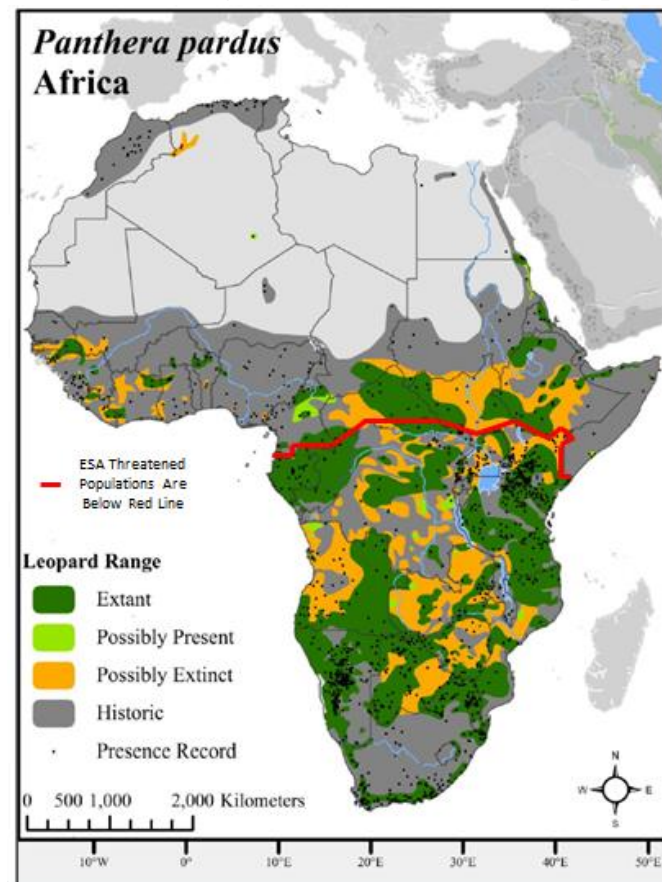 Panthera pardus
Africa
ESA Threatened
Populations Are
Below Red Line
Leopard Range
Extant
Possibly Present
Possibly Extinct
Historic
Presence Record
0 500 1,000 2,000 Kilometers
N
W E
S
10°W 0° 10°E 20°E 30°E 40°E 50°E